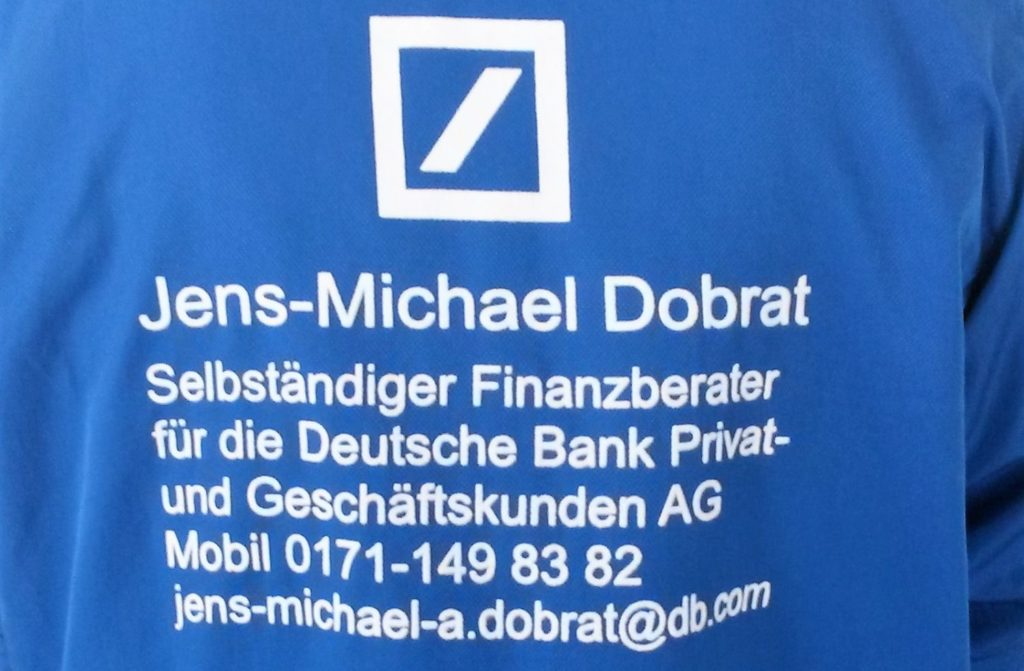 Jens-Michael Dobrat
Selbständiger Finanzberater
für die Deutsche Bank Privat-
und Geschäftskunden AG
Mobil 0171-149 83 82
jens-michael-a.dobrat@db.com